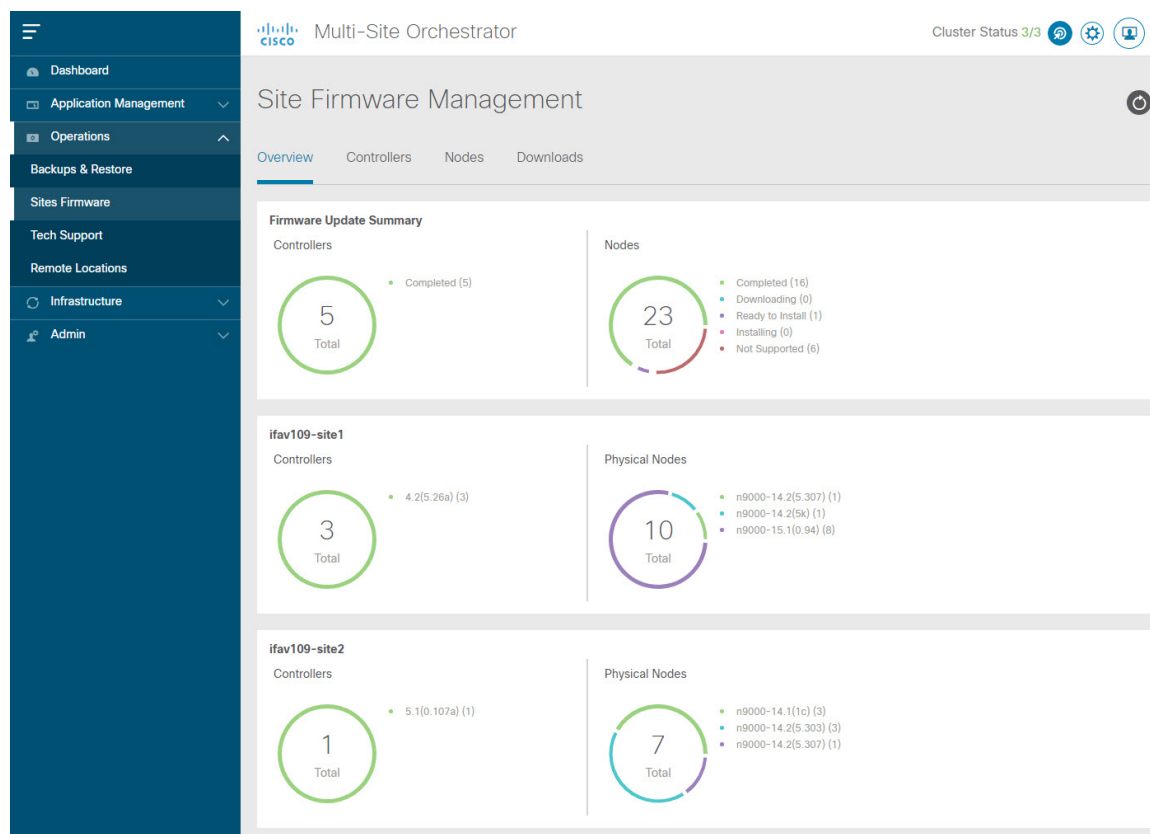 CISCO
Multi-Site Orchestrator
Cluster Status 3/3
Dashboard
Application Management
Operations
Backups & Restore
Sites Firmware
Tech Support
Remote Locations
Infrastructure
Admin
Site Firmware Management
Overview Controllers Nodes Downloads
Firmware Update Summary
Controllers
5
Total
Completed (5)
Nodes
23
Total
Completed (16)
Downloading (0)
Ready to Install (1)
Installing (0)
Not Supported (6)
ifav109-site1
Controllers
3
Total
4.2(5.26a) (3)
Physical Nodes
10
Total
n9000-14.2(5.307) (1)
n9000-14.2(5k) (1)
n9000-15.1(0.94) (8)
ifav109-site2
Controllers
1
Total
5.1(0.107a) (1)
Physical Nodes
7
Total
n9000-14.1(1c) (3)
n9000-14.2(5.303) (3)
n9000-14.2(5.307) (1)